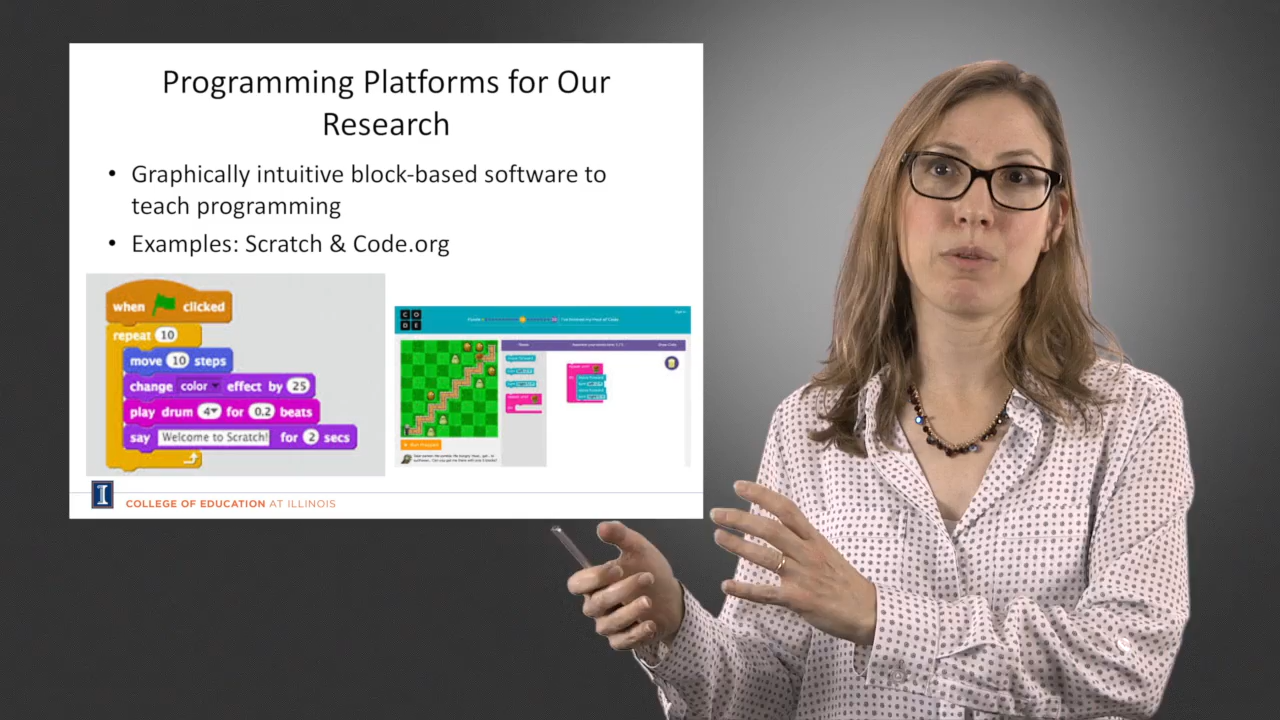 Programming Platforms for Our
Research
• Graphically intuitive block-based software to
teach programming
• Examples: Scratch & Code.org
when clicked
repeat 10
move 10 steps
change color effect by 25
play drum 4 for 0.2 beats
say Welcome to Scratch! for 2 secs
C O
D E
I
COLLEGE OF EDUCATION AT ILLINOIS